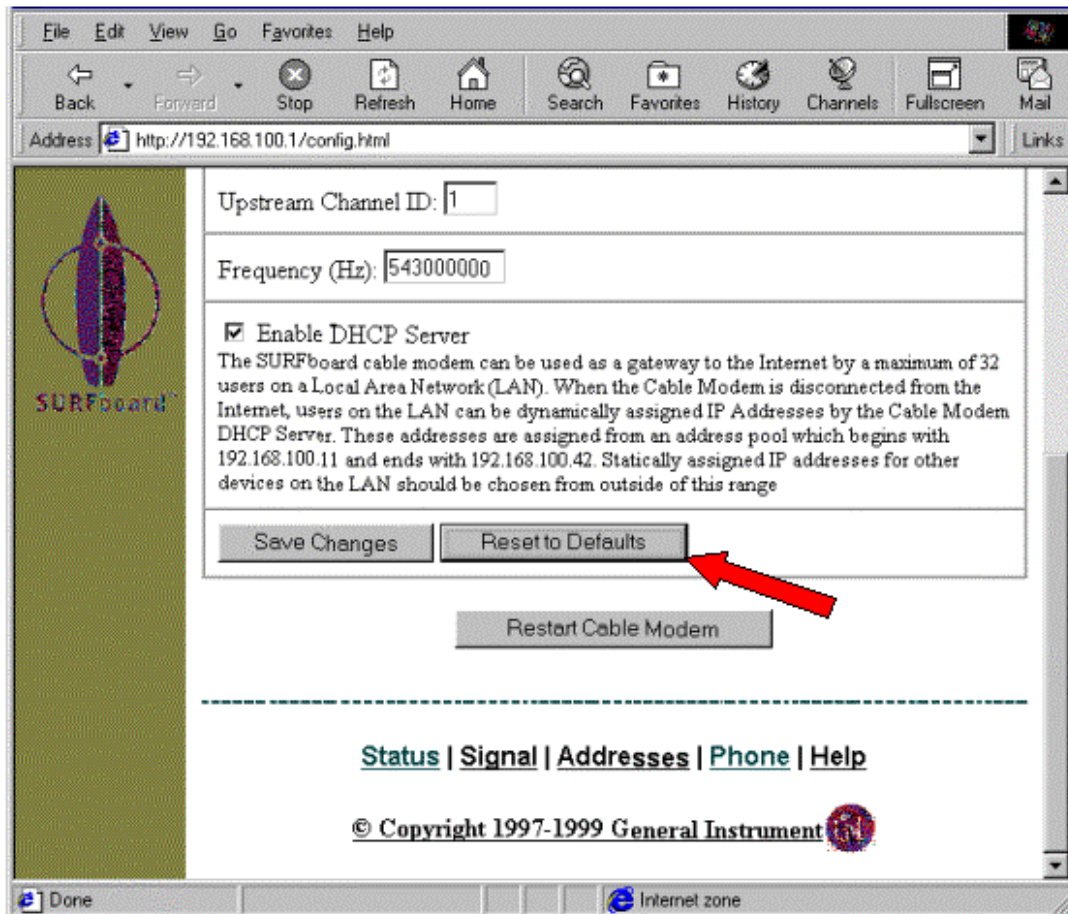 File Edit View Go Favorites Help
Back Forward Stop Refresh Home Search Favorites History Channels Fullscreen Mail
Address http://192.168.100.1/config.html Links
Upstream Channel ID: 1
Frequency (Hz): 543000000
SURFboard™
Enable DHCP Server
The SURFboard cable modem can be used as a gateway to the Internet by a maximum of 32
users on a Local Area Network (LAN). When the Cable Modem is disconnected from the
Internet, users on the LAN can be dynamically assigned IP Addresses by the Cable Modem
DHCP Server. These addresses are assigned from an address pool which begins with
192.168.100.11 and ends with 192.168.100.42. Statically assigned IP addresses for other
devices on the LAN should be chosen from outside of this range
Save Changes Reset to Defaults
Restart Cable Modem
Status | Signal | Addresses | Phone | Help
© Copyright 1997-1999 General Instrument
Done Internet zone